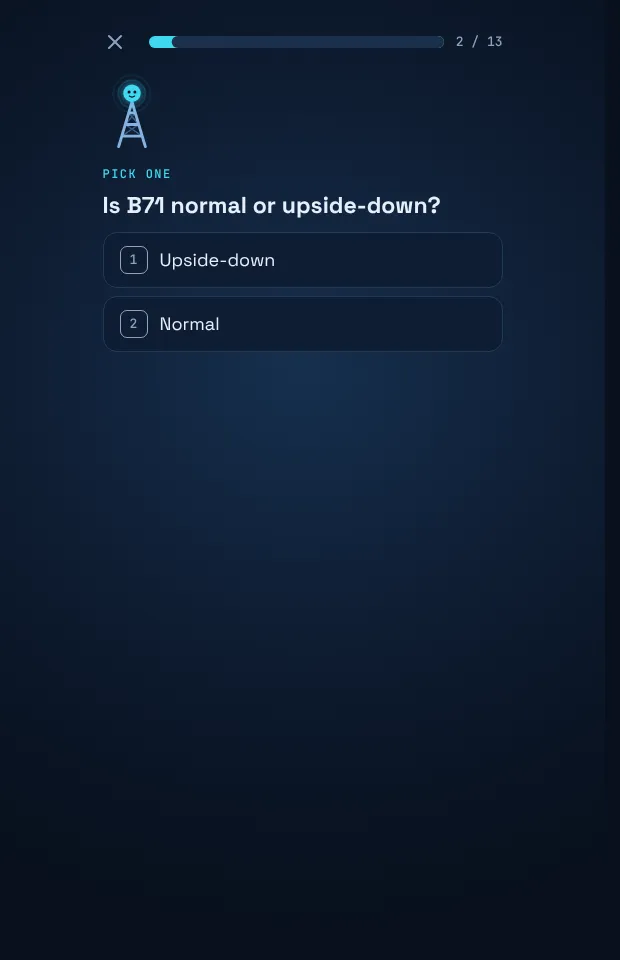 2 / 13
PICK ONE
Is B71 normal or upside-down?
1 Upside-down
2 Normal